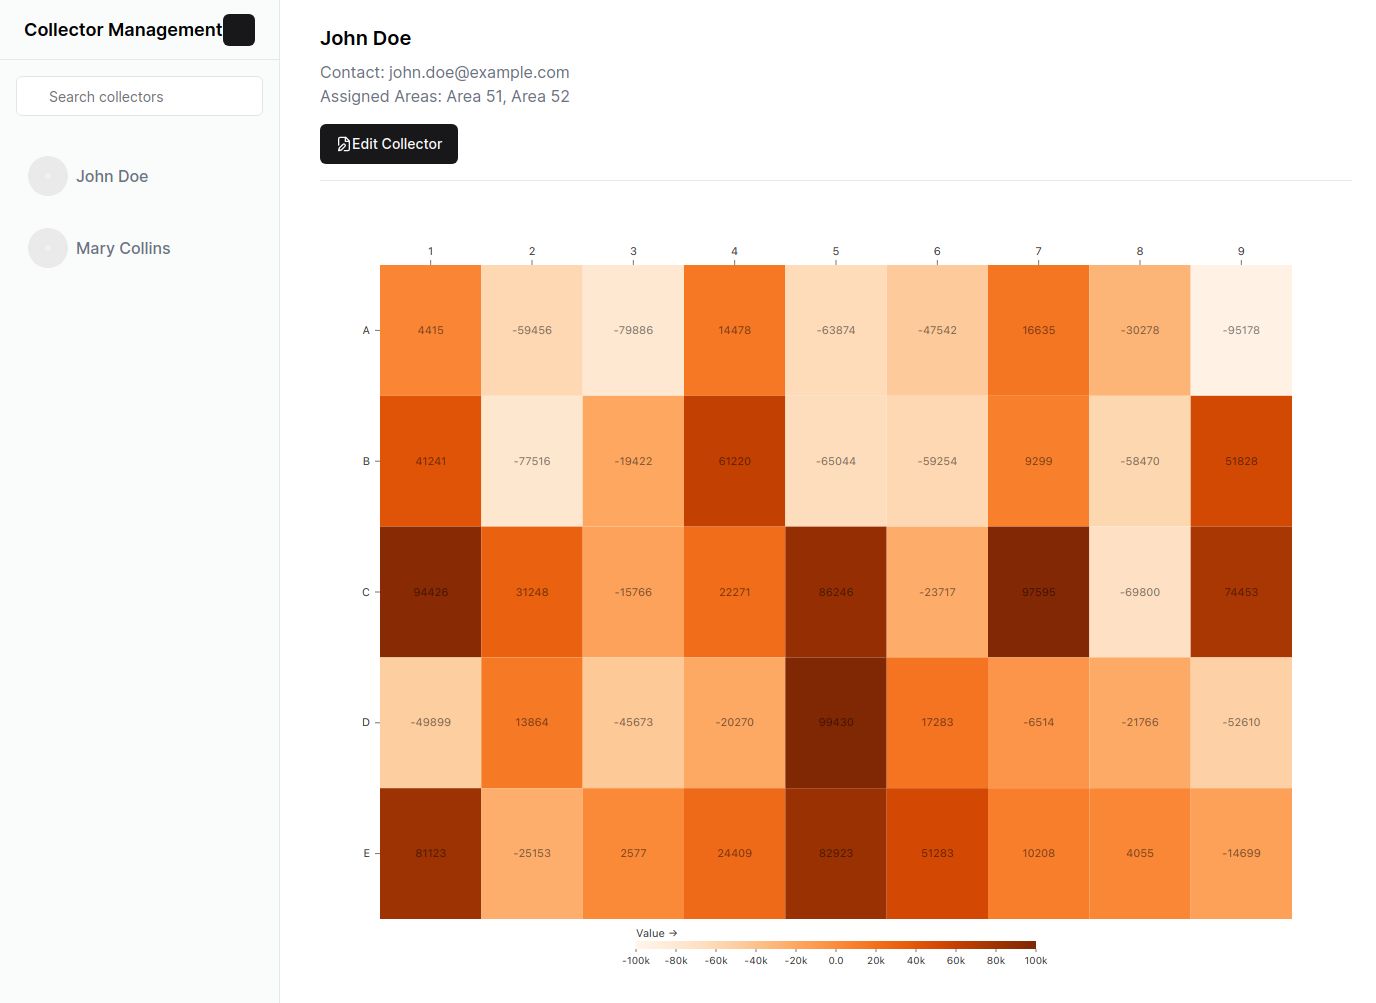 Collector Management
Search collectors
John Doe
Mary Collins
John Doe
Contact: john.doe@example.com
Assigned Areas: Area 51, Area 52
Edit Collector
1 2 3 4 5 6 7 8 9
A 4415 -59456 -79886 14478 -63874 -47542 16635 -30278 -95178
B 41241 -77516 -19422 61220 -65044 -59254 9299 -58470 51828
C 94426 31248 -15766 22271 86246 -23717 97595 -69800 74453
D -49899 13864 -45673 -20270 99430 17283 -6514 -21766 -52610
E 81123 -25153 2577 24409 82923 51283 10208 4055 -14699
Value →
-100k -80k -60k -40k -20k 0.0 20k 40k 60k 80k 100k